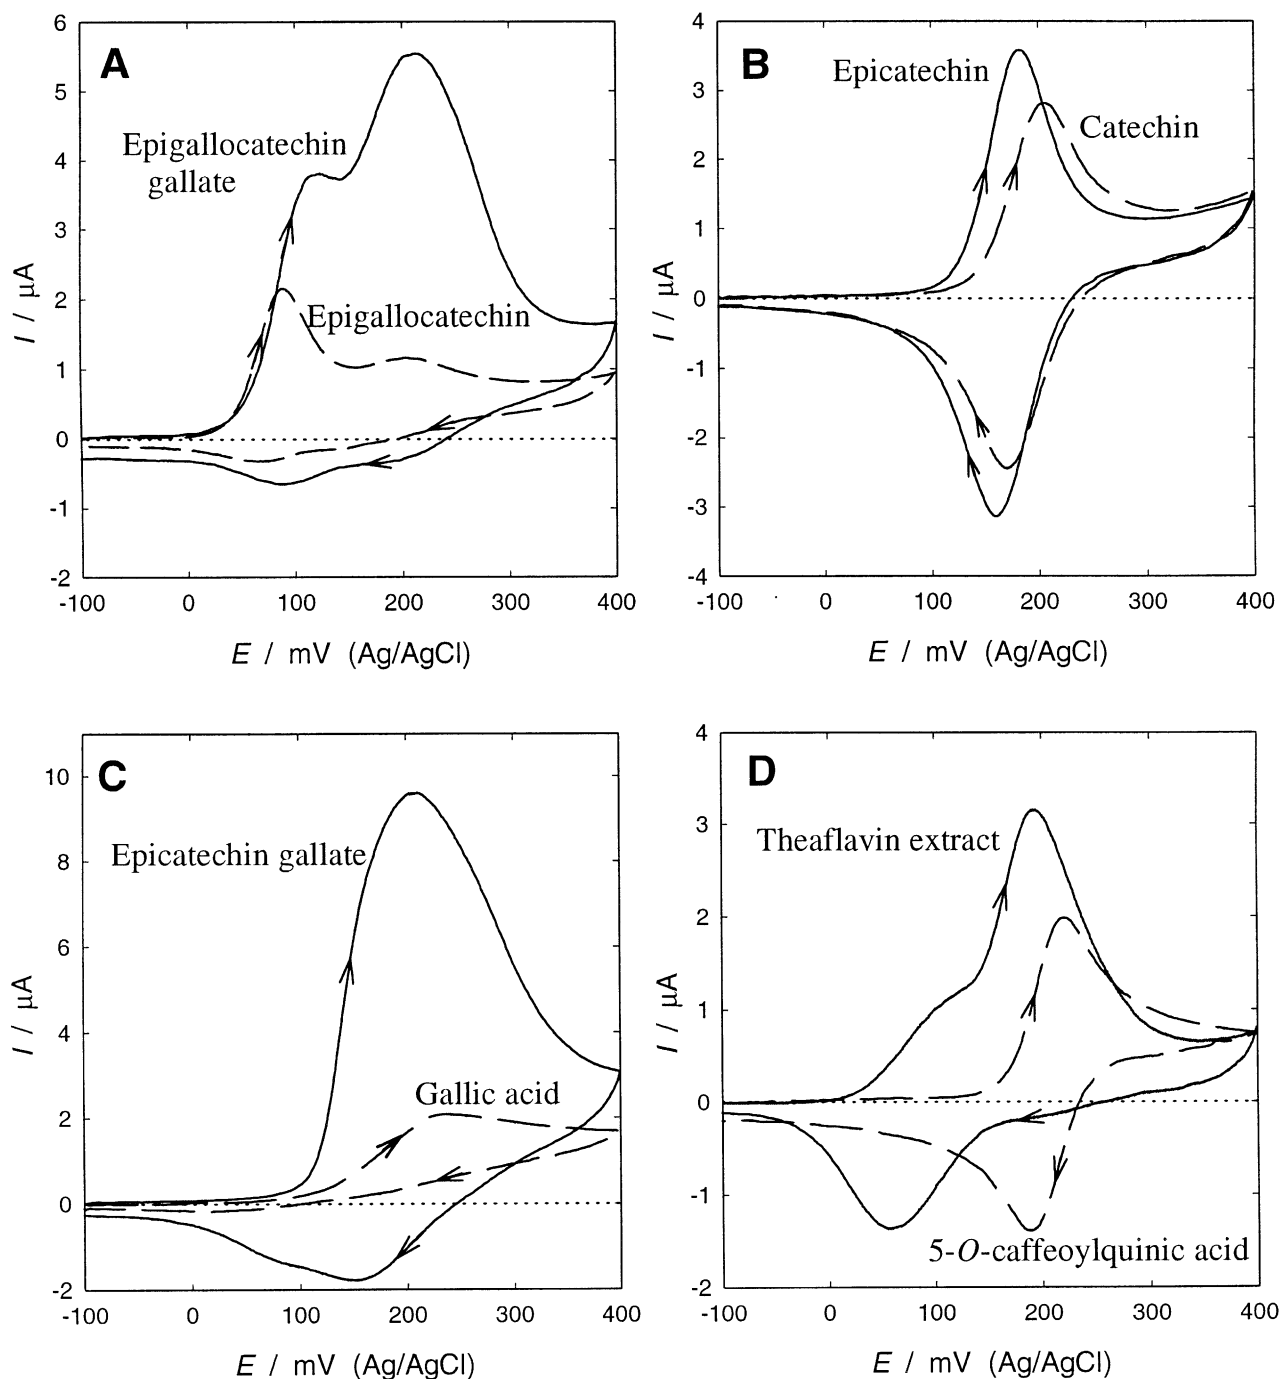 A
6
5
4
3
2
1
0
-1
-2
I / µA
Epigallocatechin
gallate
Epigallocatechin
-100 0 100 200 300 400
E / mV (Ag/AgCl)
B
4
3
2
1
0
-1
-2
-3
-4
I / µA
Epicatechin
Catechin
-100 0 100 200 300 400
E / mV (Ag/AgCl)
C
10
8
6
4
2
0
-2
I / µA
Epicatechin gallate
Gallic acid
-100 0 100 200 300 400
E / mV (Ag/AgCl)
D
4
3
2
1
0
-1
-2
I / µA
Theaflavin extract
5-O-caffeoylquinic acid
-100 0 100 200 300 400
E / mV (Ag/AgCl)